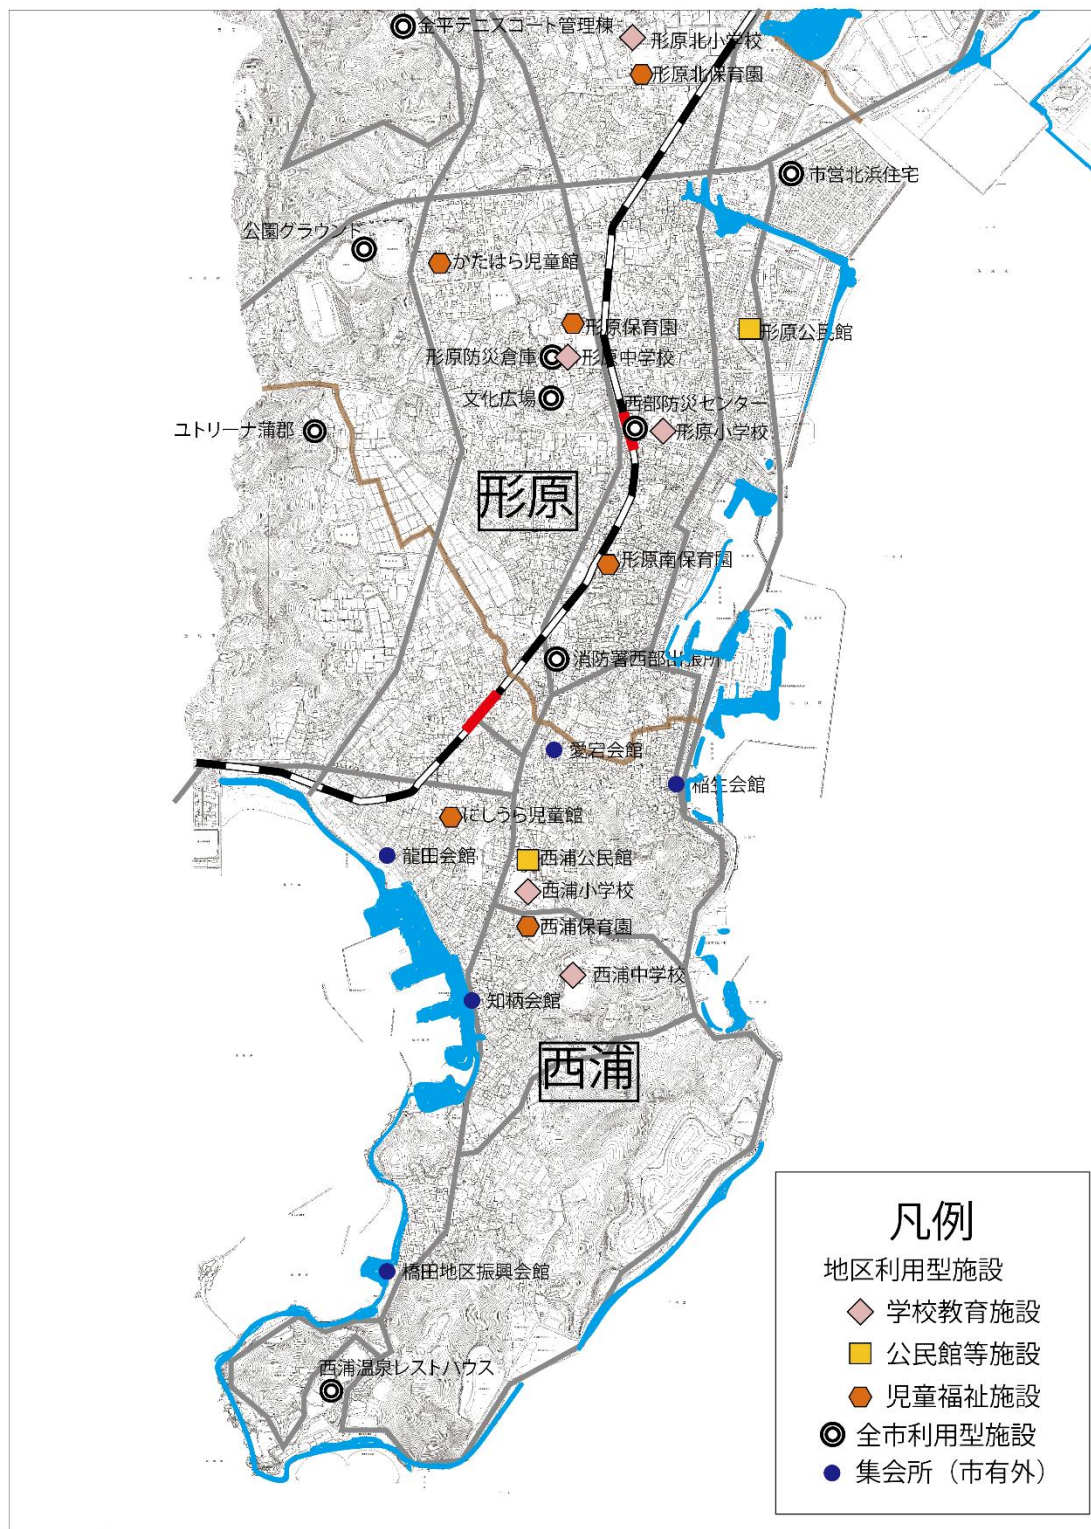 金平テニスコート管理棟
形原北小学校
形原北保育園
市営北浜住宅
公園グラウンド
かたはら児童館
形原保育園
形原公民館
形原防災倉庫
形原中学校
文化広場
西部防災センター
ユトリーナ蒲郡
形原小学校
形原
形原南保育園
消防署西部出張所
愛宕会館
稲生会館
にしうら児童館
龍田会館
西浦公民館
西浦小学校
西浦保育園
西浦中学校
知柄会館
西浦
橋田地区振興会館
西浦温泉レストハウス
凡例
地区利用型施設
学校教育施設
公民館等施設
児童福祉施設
全市利用型施設
集会所（市有外）